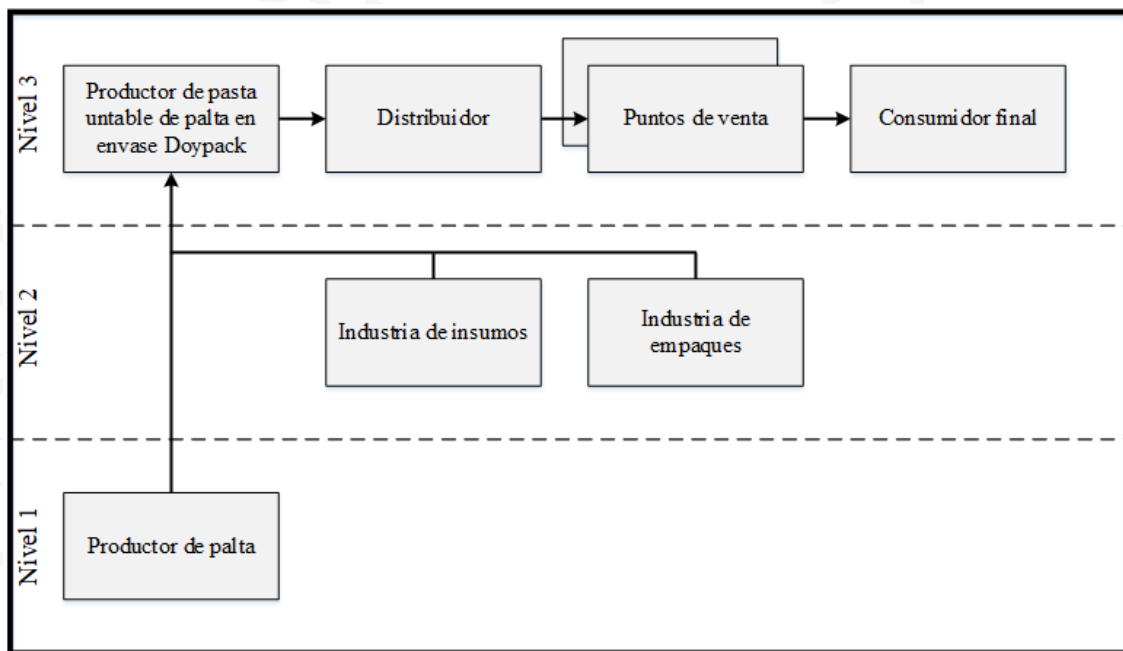 Nivel 3
Productor de pasta
untable de palta en
envase Doypack
Distribuidor
Puntos de venta
Consumidor final
Nivel 2
Industria de insumos
Industria de
empaques
Nivel 1
Productor de palta